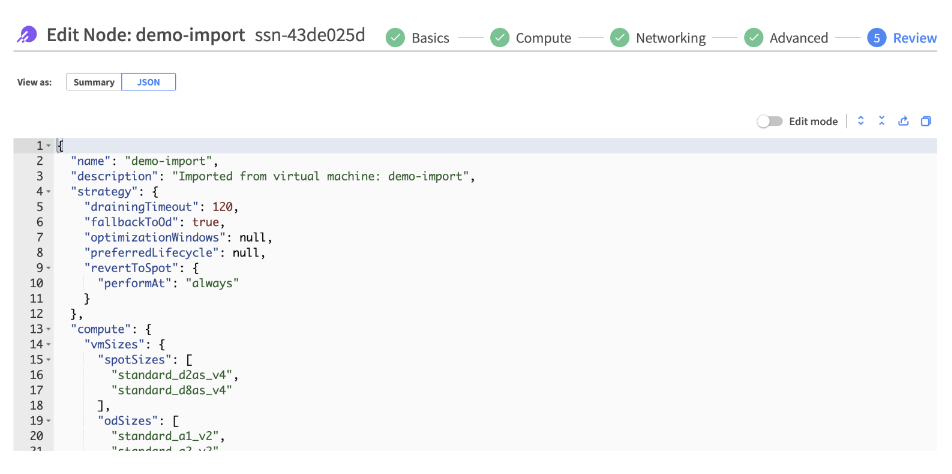 Edit Node: demo-import ssn-43de025d Basics Compute Networking Advanced 5 Review
View as: Summary JSON
Edit mode
1 {
2 "name": "demo-import",
3 "description": "Imported from virtual machine: demo-import",
4 "strategy": {
5 "drainingTimeout": 120,
6 "fallbackToOd": true,
7 "optimizationWindows": null,
8 "preferredLifecycle": null,
9 "revertToSpot": {
10 "performAt": "always"
11 }
12 },
13 "compute": {
14 "vmSizes": {
15 "spotSizes": [
16 "standard_d2as_v4",
17 "standard_d8as_v4"
18 ],
19 "odSizes": [
20 "standard_a1_v2",